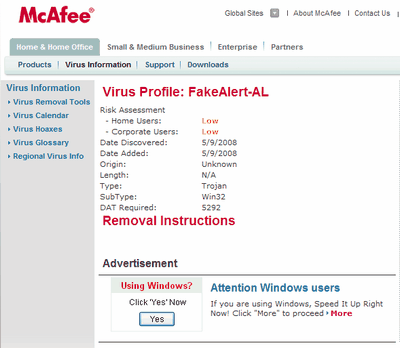 McAfee®
Global Sites | About McAfee | Contact Us
Home & Home Office Small & Medium Business Enterprise Partners
Products | Virus Information | Support | Downloads
Virus Information
Virus Removal Tools
Virus Calendar
Virus Hoaxes
Virus Glossary
Regional Virus Info
Virus Profile: FakeAlert-AL
Risk Assessment
- Home Users: Low
- Corporate Users: Low
Date Discovered: 5/9/2008
Date Added: 5/9/2008
Origin: Unknown
Length: N/A
Type: Trojan
SubType: Win32
DAT Required: 5292
Removal Instructions
Advertisement
Using Windows?
Click 'Yes' Now
Yes
Attention Windows users
If you are using Windows, Speed It Up Right
Now! Click "More" to proceed More